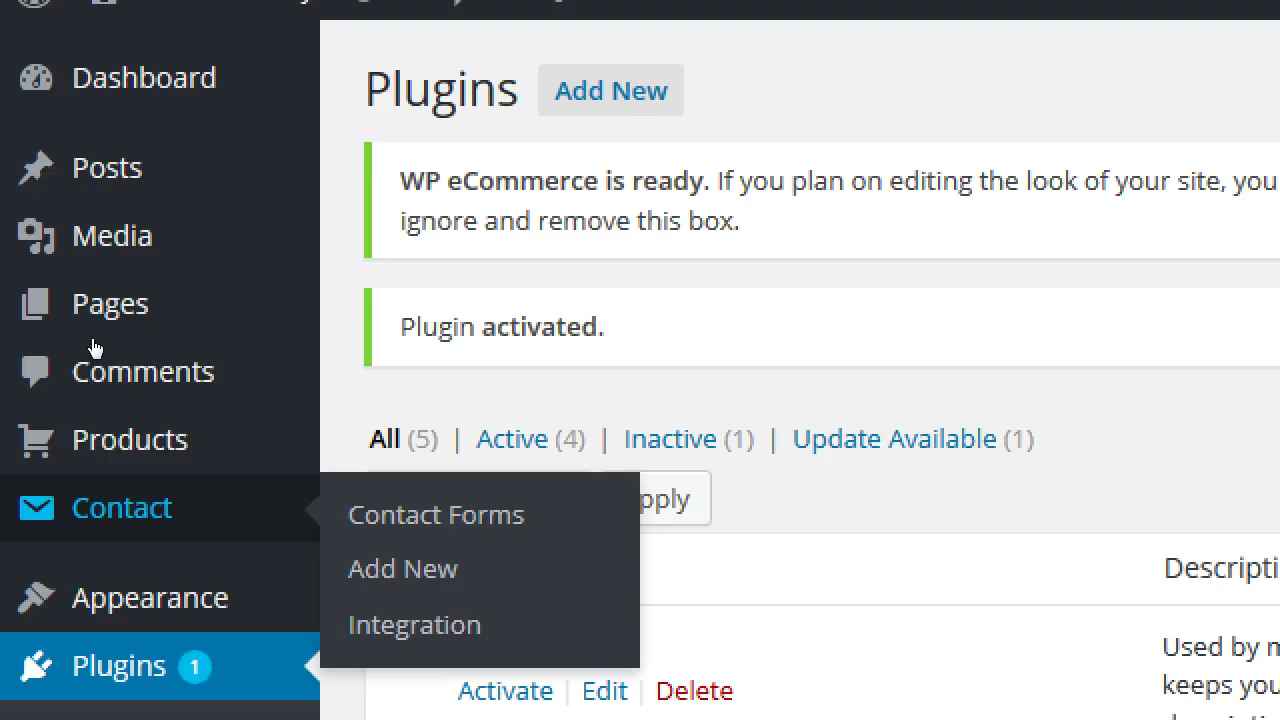 Dashboard
Posts
Media
Pages
Comments
Products
Contact
Appearance
Plugins 1
Contact Forms
Add New
Integration
Plugins Add New
WP eCommerce is ready. If you plan on editing the look of your site, you
ignore and remove this box.
Plugin activated.
All (5) | Active (4) | Inactive (1) | Update Available (1)
pply
Descripti
Used by m
keeps you
Activate | Edit | Delete